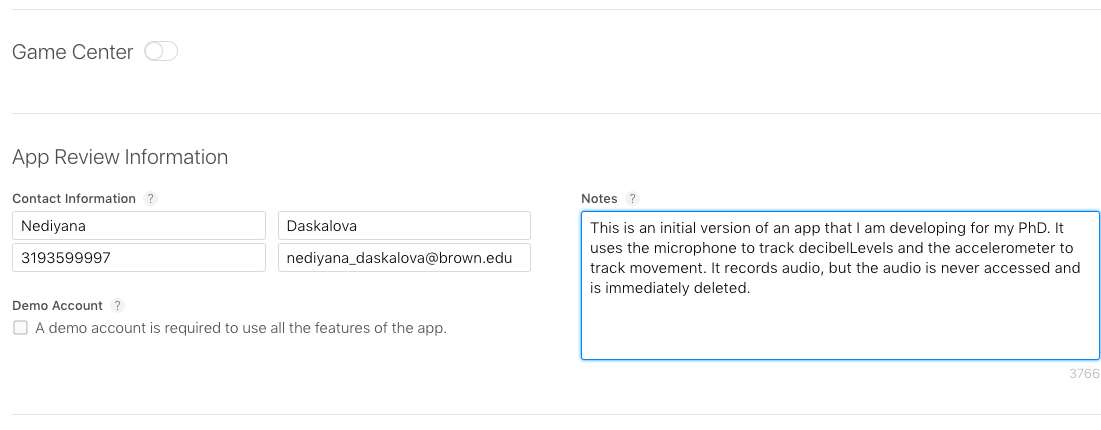 Game Center
App Review Information
Contact Information ?
Nediyana
Daskalova
3193599997
nediyana_daskalova@brown.edu
Demo Account ?
A demo account is required to use all the features of the app.
Notes ?
This is an initial version of an app that I am developing for my PhD. It
uses the microphone to track decibelLevels and the accelerometer to
track movement. It records audio, but the audio is never accessed and
is immediately deleted.
3766